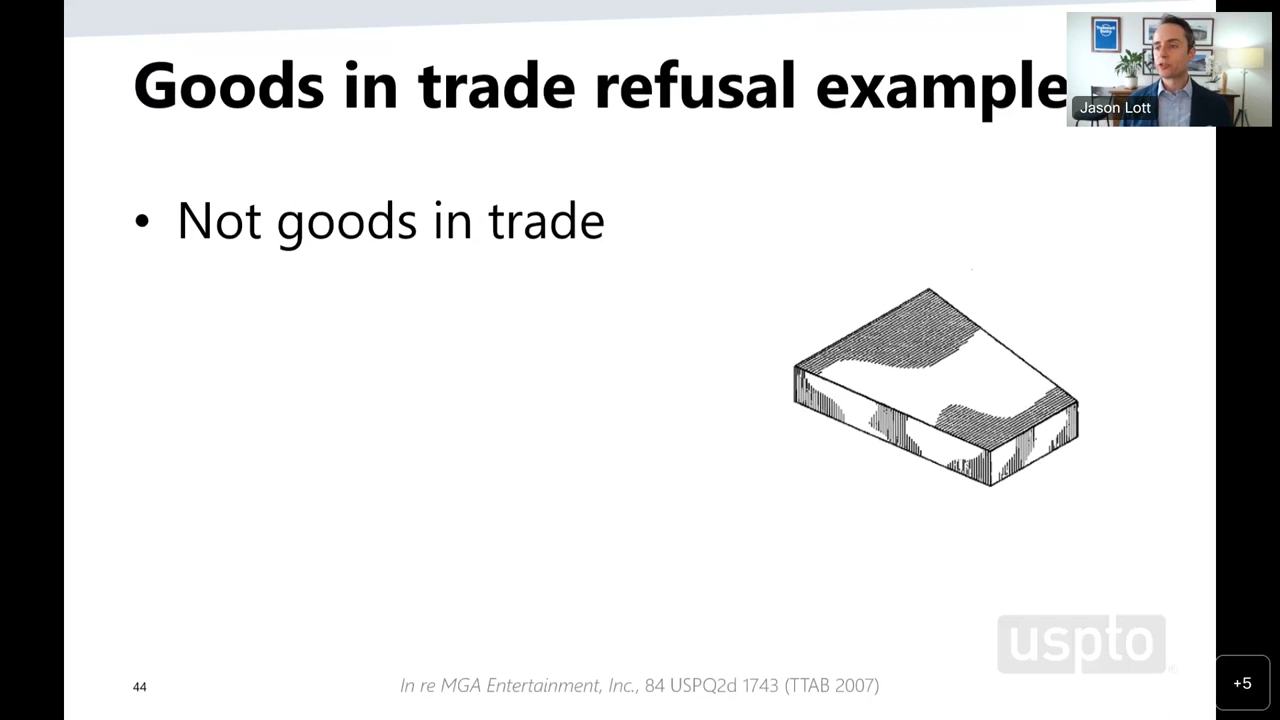 Goods in trade refusal example
Jason Lott
• Not goods in trade
uspto
44
In re MGA Entertainment, Inc., 84 USPQ2d 1743 (TTAB 2007)
+5